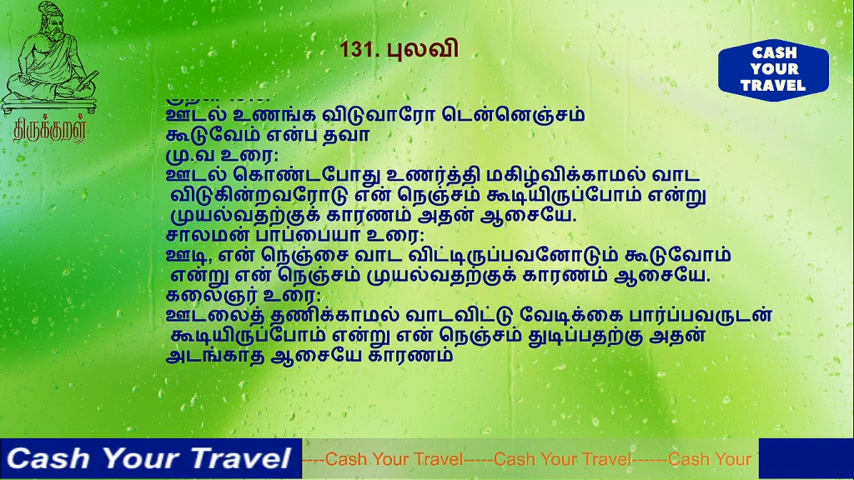 131. புலவி
CASH
YOUR
TRAVEL
திருக்குறள்
ஊடல் உணங்க விடுவாரோ டென்னெஞ்சம்
கூடுவேம் என்ப தவா
மு.வ உரை:
ஊடல் கொண்டபோது உணர்த்தி மகிழ்விக்காமல் வாட
விடுகின்றவரோடு என் நெஞ்சம் கூடியிருப்போம் என்று
முயல்வதற்குக் காரணம் அதன் ஆசையே.
சாலமன் பாப்பையா உரை:
ஊடி, என் நெஞ்சை வாட விட்டிருப்பவனோடும் கூடுவோம்
என்று என் நெஞ்சம் முயல்வதற்குக் காரணம் ஆசையே.
கலைஞர் உரை:
ஊடலைத் தணிக்காமல் வாடவிட்டு வேடிக்கை பார்ப்பவருடன்
கூடியிருப்போம் என்று என் நெஞ்சம் துடிப்பதற்கு அதன்
அடங்காத ஆசையே காரணம்
Cash Your Travel
----Cash Your Travel-----Cash Your Travel------Cash Your